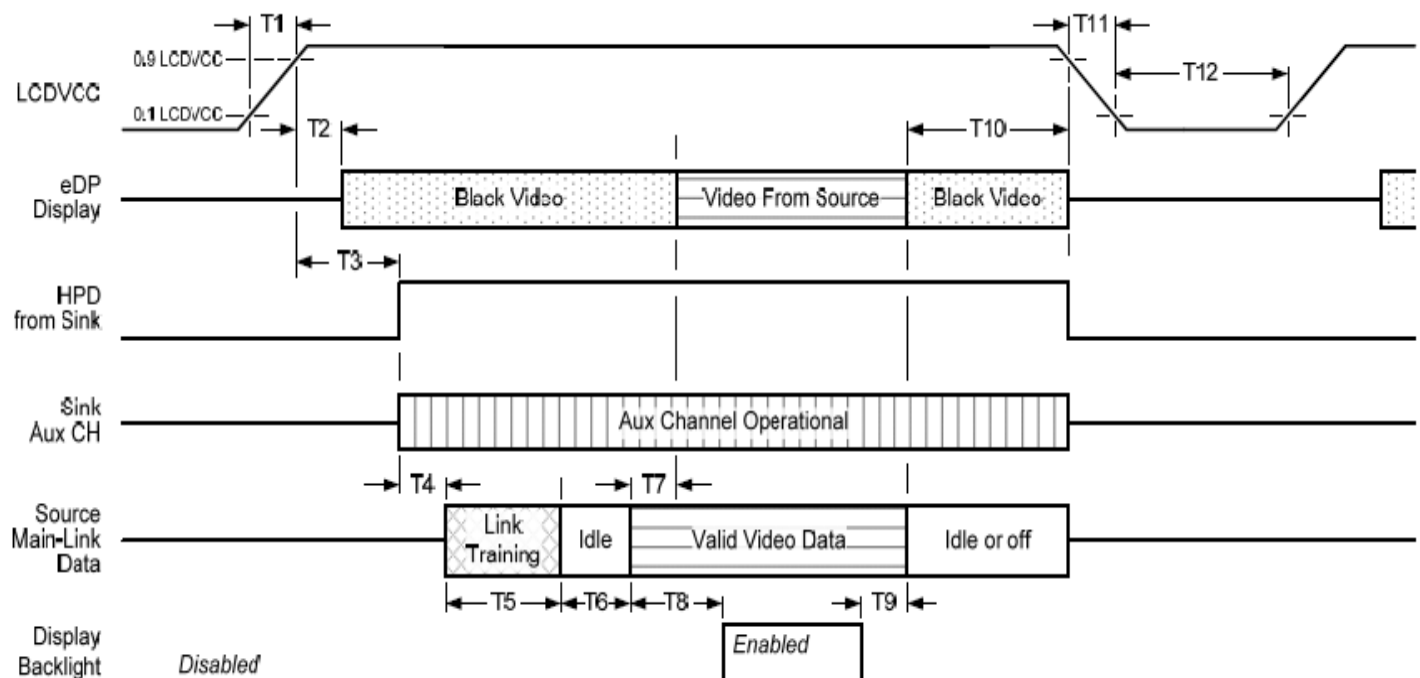 T1
T11
0.9 LCDVCC
T12
LCDVCC
0.1 LCDVCC
T2
T10
eDP
Display
Black Video
Video From Source
Black Video
T3
HPD
from Sink
Sink
Aux CH
Aux Channel Operational
T4
T7
Source
Main-Link
Data
Link
Training
Idle
Valid Video Data
Idle or off
T5
T6
T8
T9
Display
Backlight
Disabled
Enabled